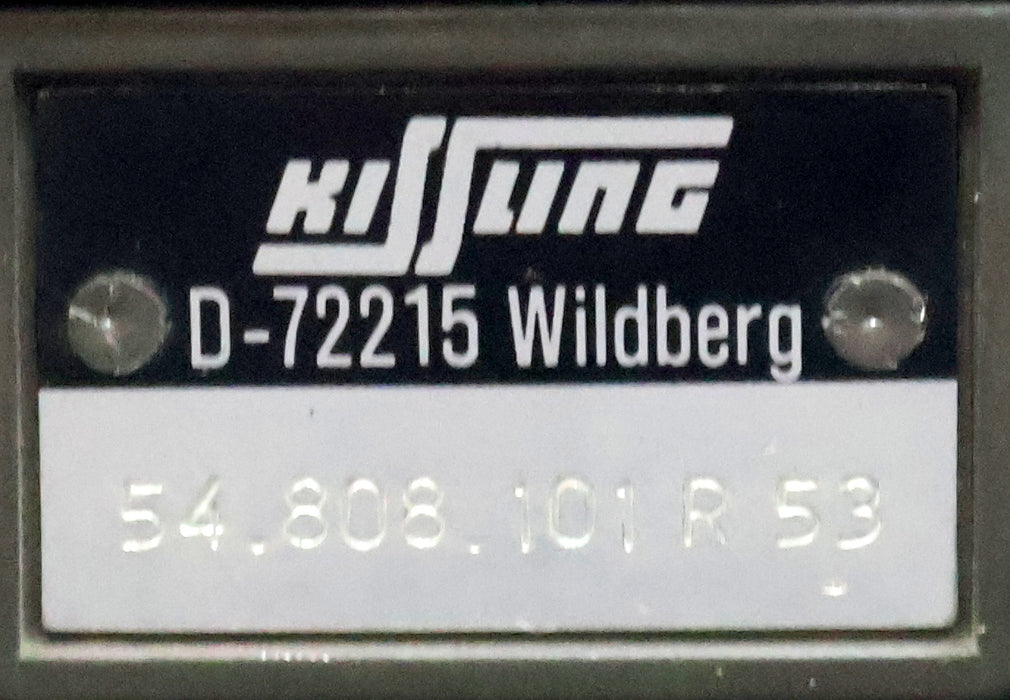 KISSLING
D-72215 Wildberg
54.808.101 R 53